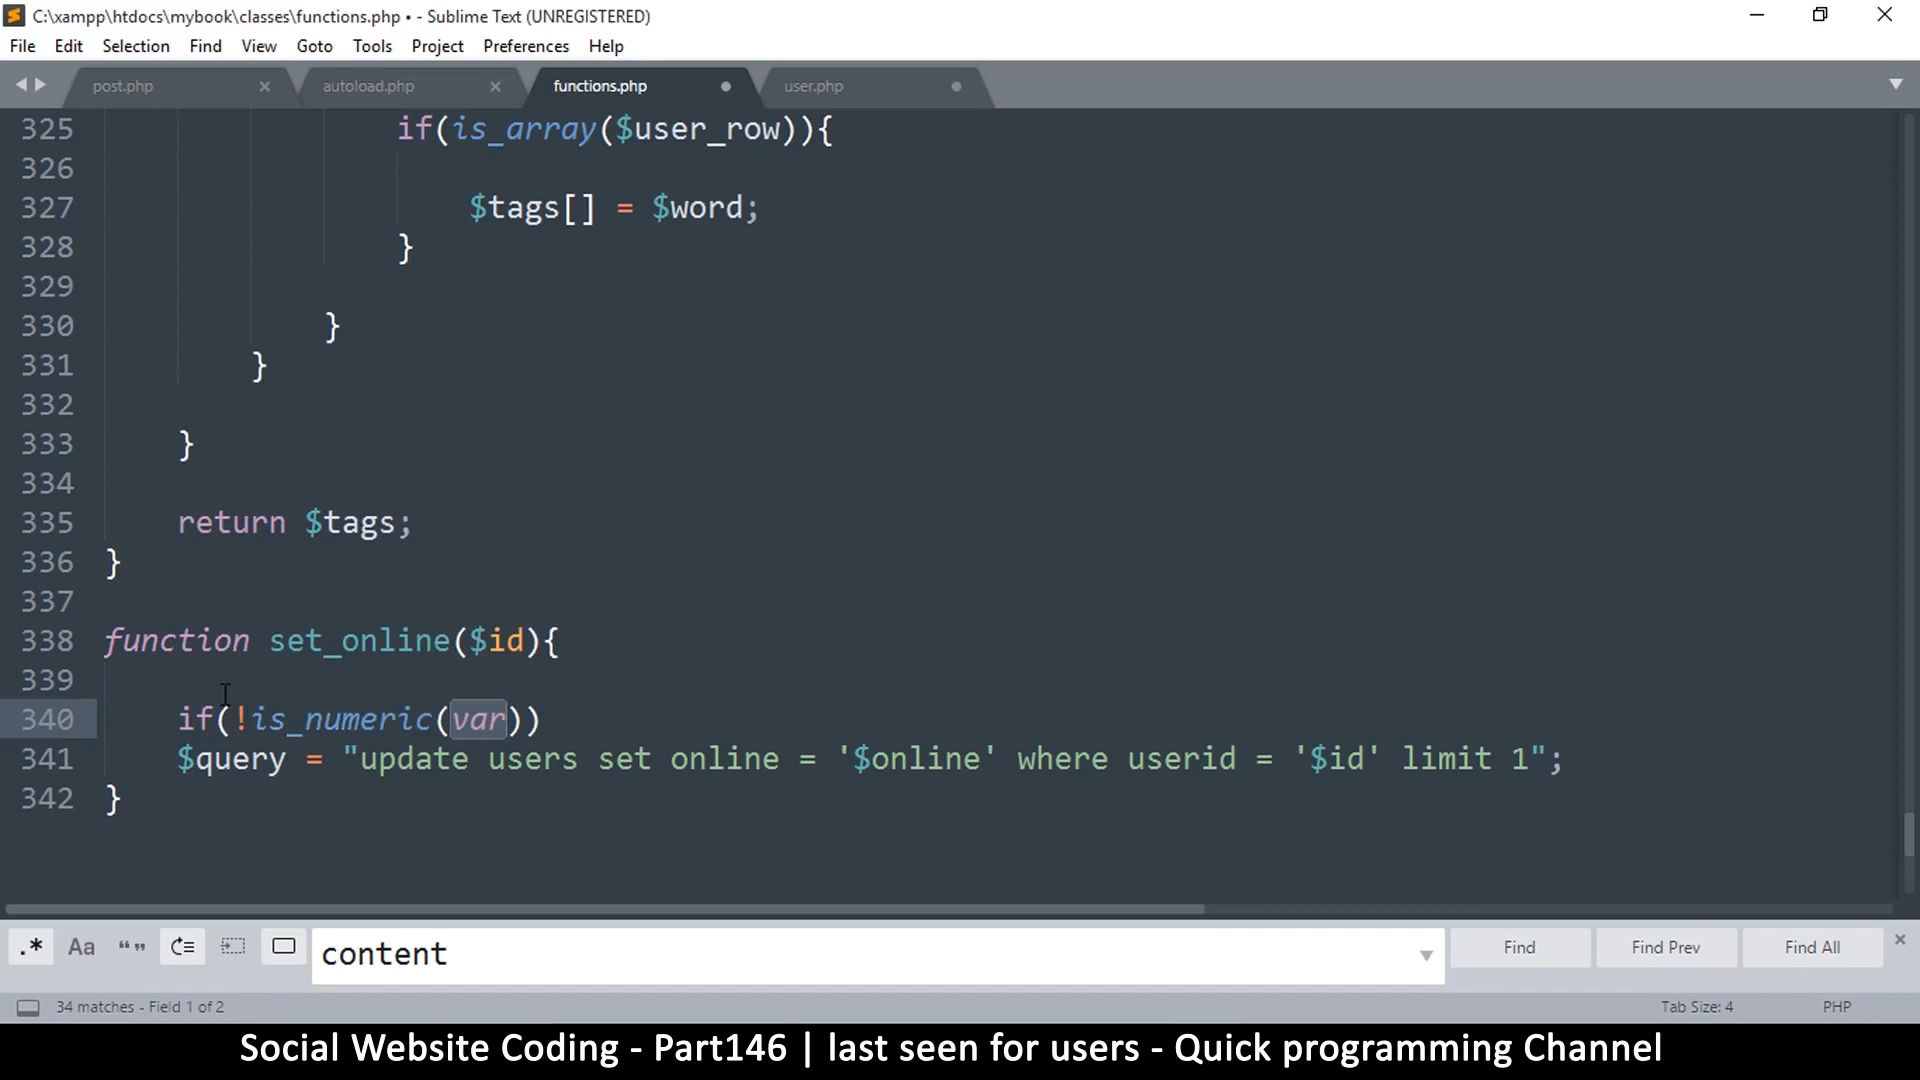 C:\xampp\htdocs\mybook\classes\functions.php • - Sublime Text (UNREGISTERED)
File Edit Selection Find View Goto Tools Project Preferences Help
post.php autoload.php functions.php user.php
325 if(is_array($user_row)){
326
327 $tags[] = $word;
328 }
329
330 }
331 }
332
333 }
334
335 return $tags;
336 }
337
338 function set_online($id){
339
340 if(!is_numeric(var))
341 $query = "update users set online = '$online' where userid = '$id' limit 1";
342 }
.* Aa “” content Find Find Prev Find All
34 matches - Field 1 of 2 Tab Size: 4 PHP
Social Website Coding - Part146 | last seen for users - Quick programming Channel